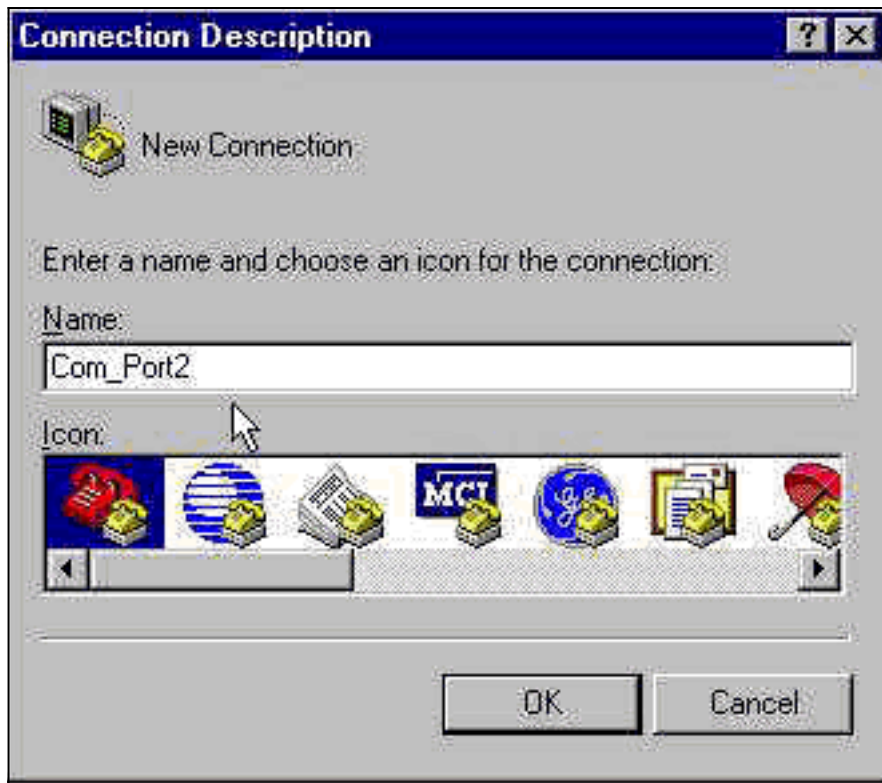 Connection Description
New Connection
Enter a name and choose an icon for the connection:
Name:
Com_Port2
Icon:
MCI
OK
Cancel